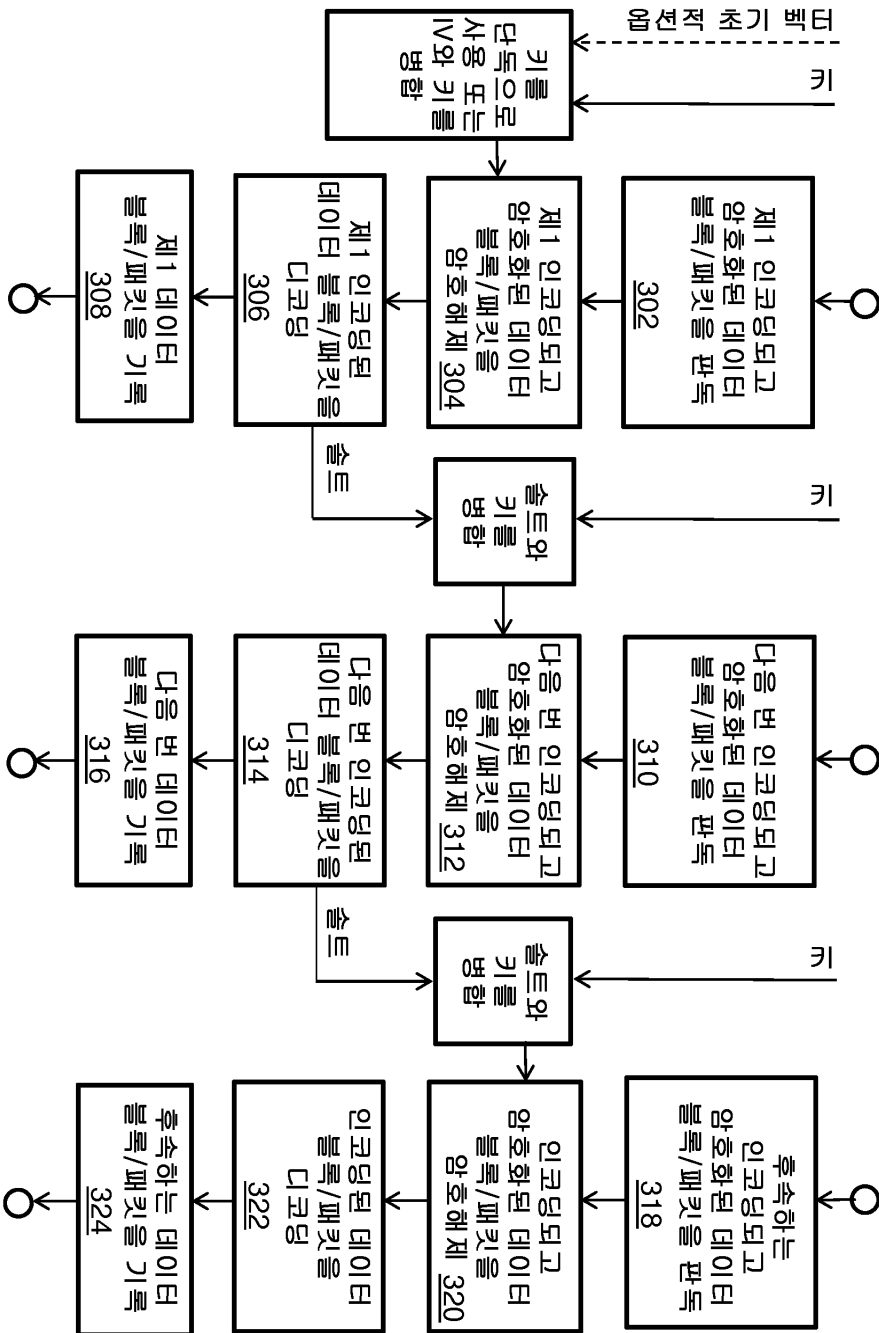 옵션적 초기 벡터
키
키를
단독으로
사용 또는
IV와 키를
병합
제1 인코딩되고
암호화된 데이터
블록/패킷을 판독
302
제1 인코딩되고
암호화된 데이터
블록/패킷을
암호해제 304
제1 인코딩된
데이터 블록/패킷을
디코딩
306
제1 데이터
블록/패킷을 기록
308
솔트
키
솔트와
키를
병합
다음 번 인코딩되고
암호화된 데이터
블록/패킷을 판독
310
다음 번 인코딩되고
암호화된 데이터
블록/패킷을
암호해제 312
다음 번 인코딩된
데이터 블록/패킷을
디코딩
314
다음 번 데이터
블록/패킷을 기록
316
솔트
키
솔트와
키를
병합
후속하는
인코딩되고
암호화된 데이터
블록/패킷을 판독
318
인코딩되고
암호화된 데이터
블록/패킷을
암호해제 320
인코딩된 데이터
블록/패킷을
디코딩
322
후속하는 데이터
블록/패킷을 기록
324